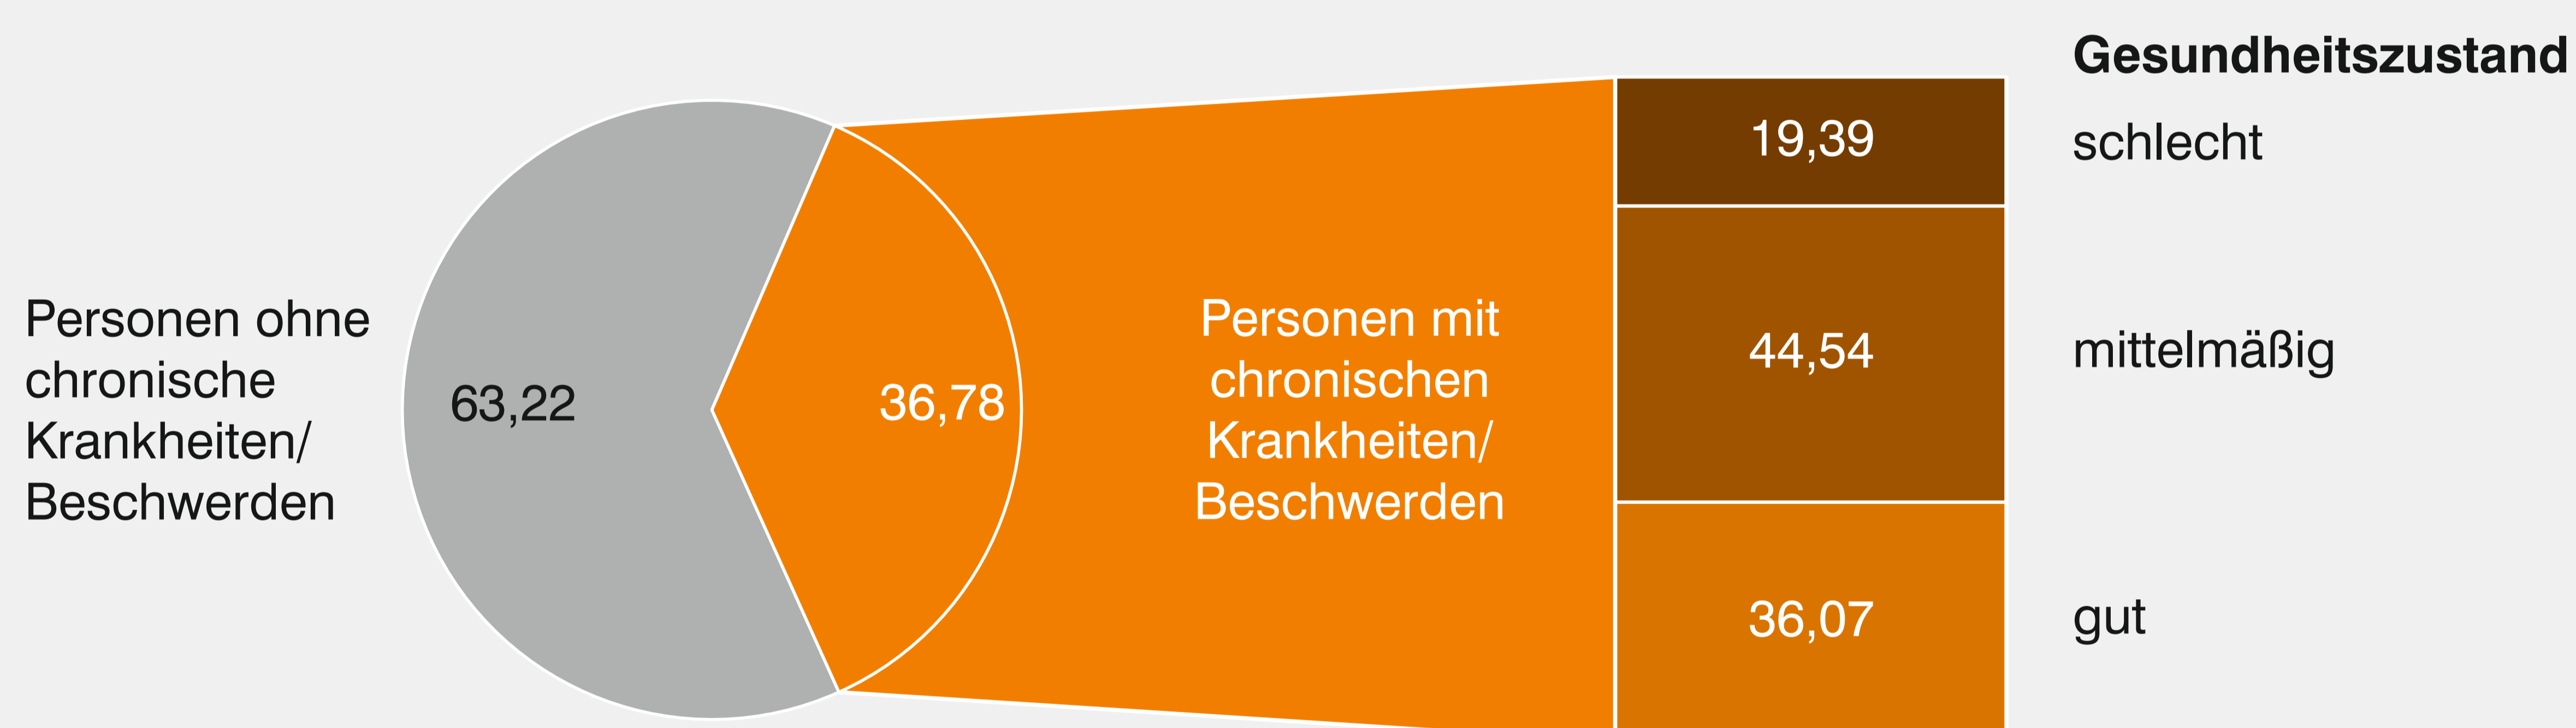 Gesundheitszustand
19,39
schlecht
Personen ohne
chronische
Krankheiten/
Beschwerden
63,22
36,78
Personen mit
chronischen
Krankheiten/
Beschwerden
44,54
mittelmäßig
36,07
gut